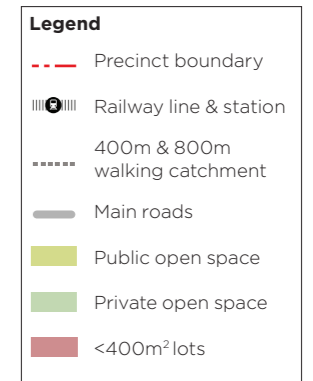 Legend
Precinct boundary
Railway line & station
400m & 800m
walking catchment
Main roads
Public open space
Private open space
<400m² lots